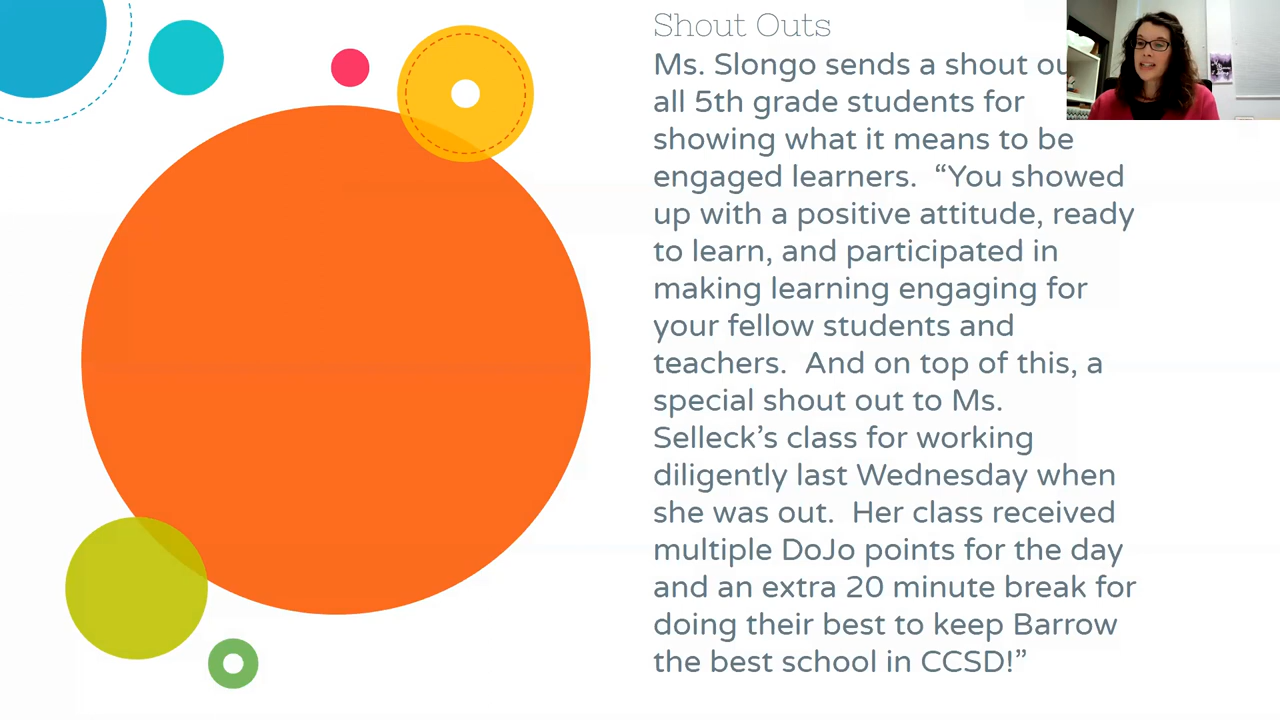 Shout Outs
Ms. Slongo sends a shout
all 5th grade students for
showing what it means to be
engaged learners.  “You showed
up with a positive attitude, ready
to learn, and participated in
making learning engaging for
your fellow students and
teachers.  And on top of this, a
special shout out to Ms.
Selleck’s class for working
diligently last Wednesday when
she was out.  Her class received
multiple DoJo points for the day
and an extra 20 minute break for
doing their best to keep Barrow
the best school in CCSD!”